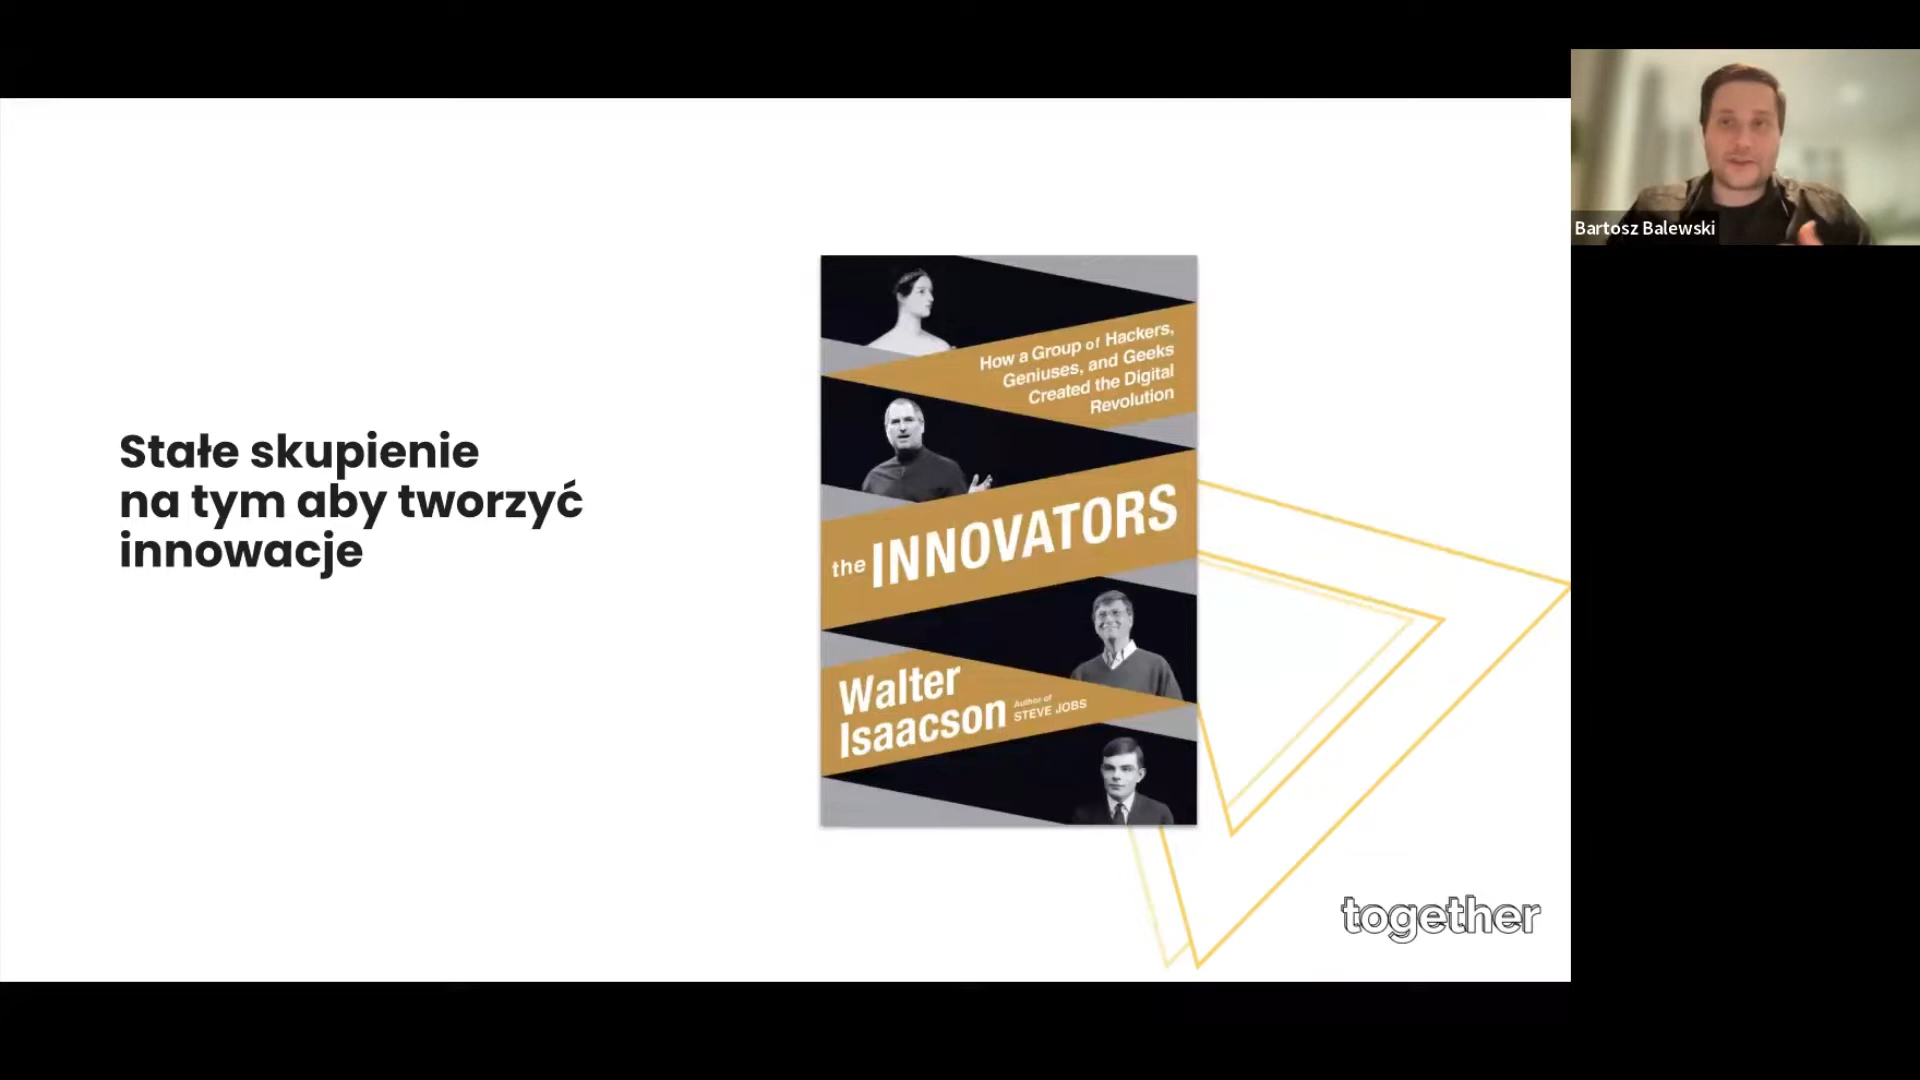 Stałe skupienie
na tym aby tworzyć
innowacje
How a Group of Hackers,
Geniuses, and Geeks
Created the Digital
Revolution
the INNOVATORS
Walter
Isaacson
Author of
STEVE JOBS
together
Bartosz Balewski